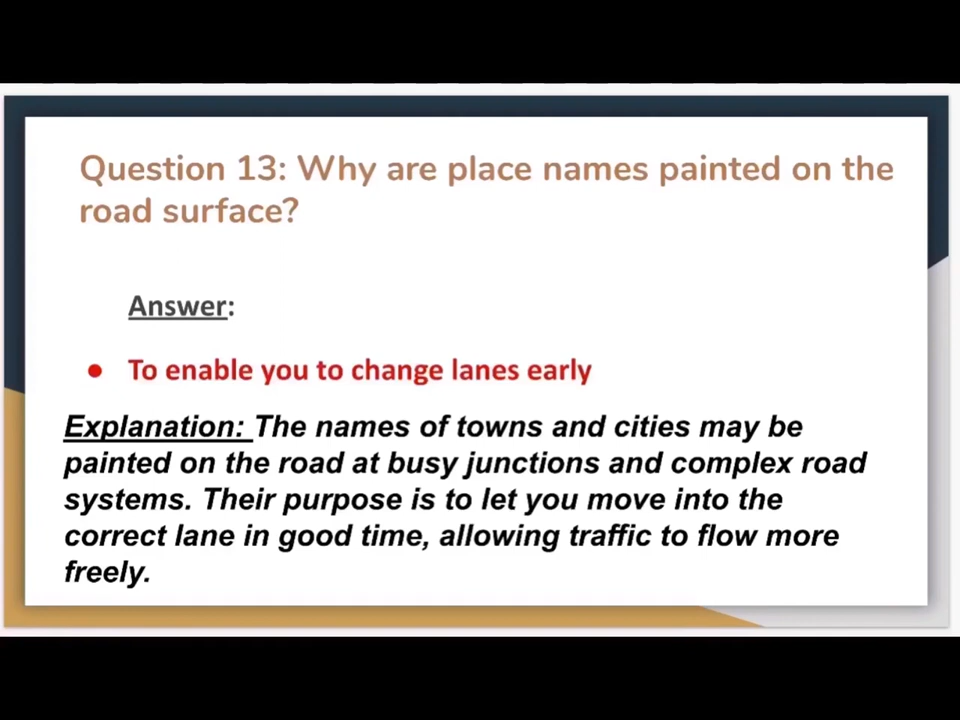 Question 13: Why are place names painted on the
road surface?
Answer:
● To enable you to change lanes early
Explanation: The names of towns and cities may be
painted on the road at busy junctions and complex road
systems. Their purpose is to let you move into the
correct lane in good time, allowing traffic to flow more
freely.